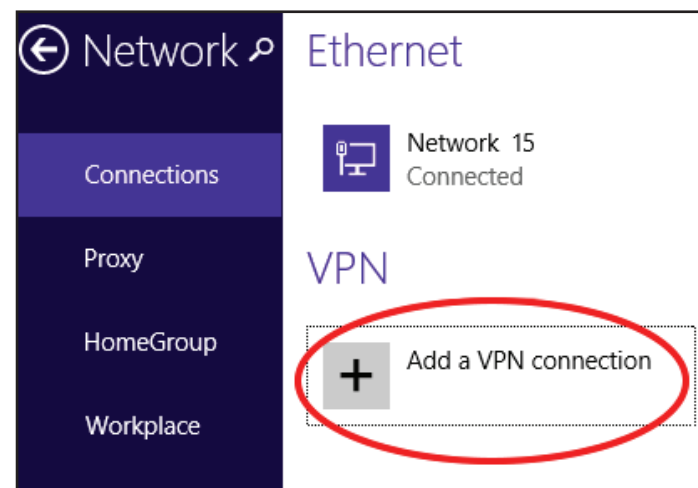 Network
Connections
Proxy
HomeGroup
Workplace
Ethernet
Network 15
Connected
VPN
Add a VPN connection